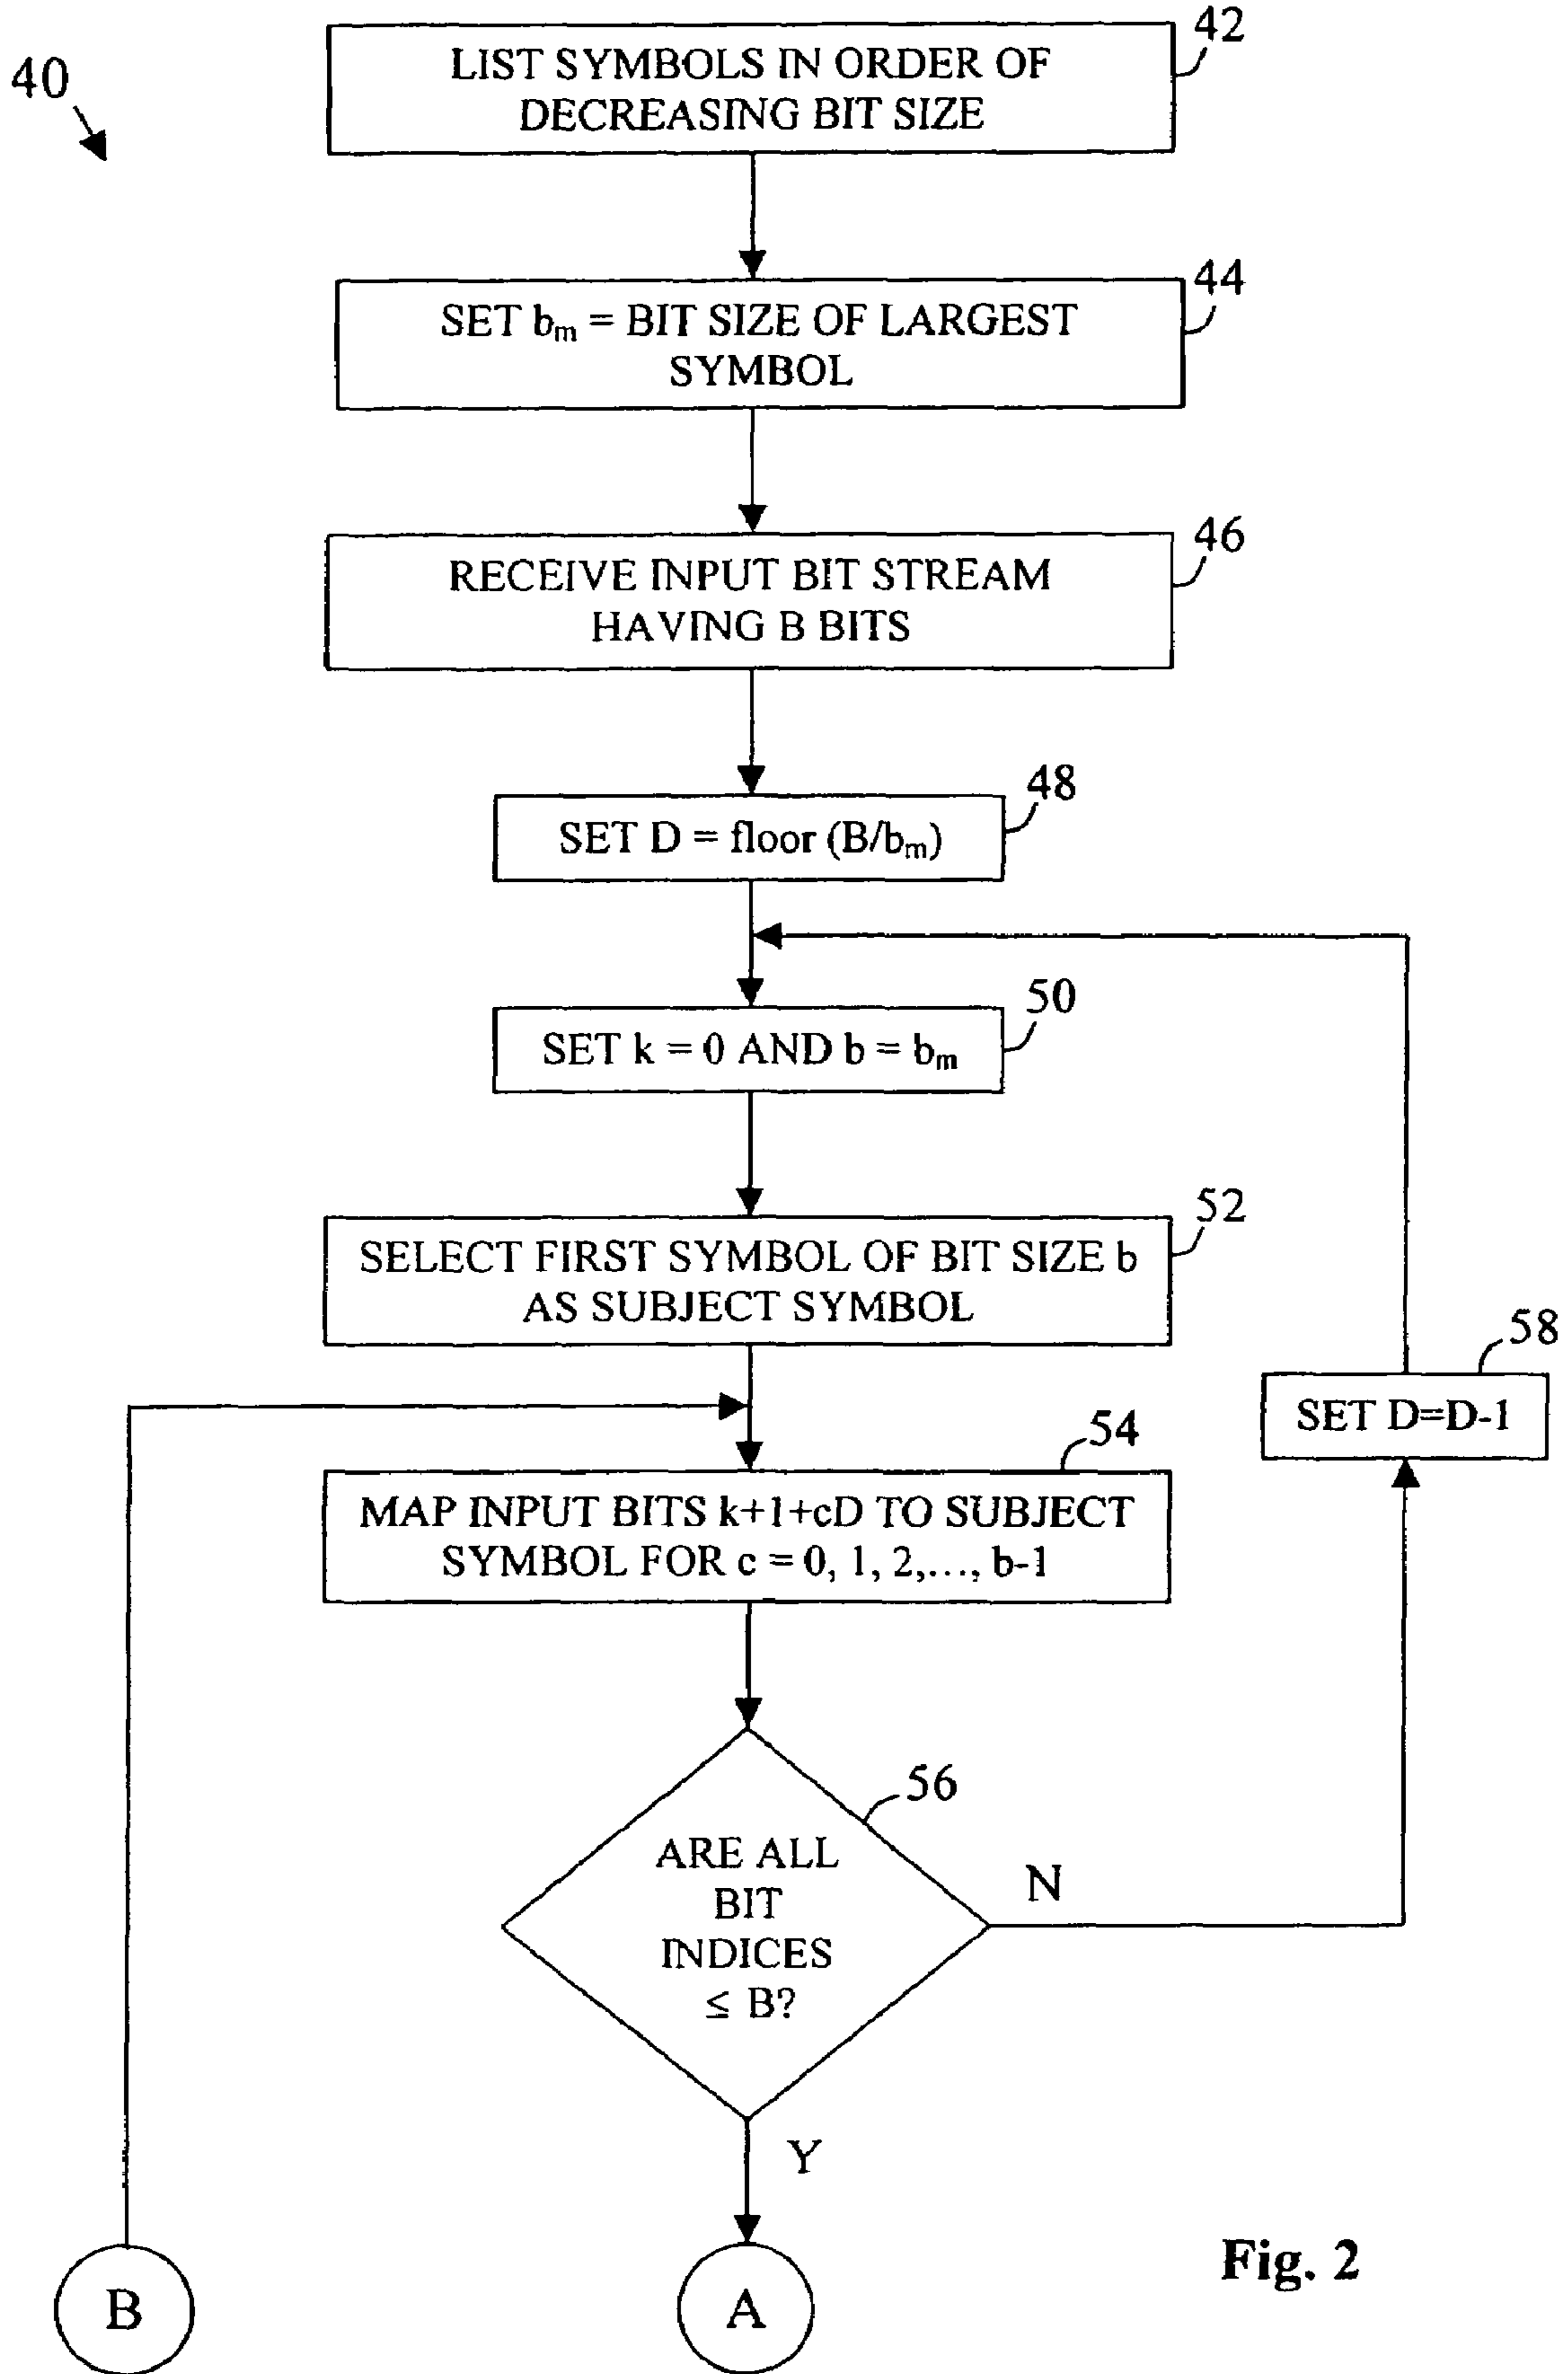 40
42
LIST SYMBOLS IN ORDER OF
DECREASING BIT SIZE
44
SET bm = BIT SIZE OF LARGEST
SYMBOL
46
RECEIVE INPUT BIT STREAM
HAVING B BITS
48
SET D = floor (B/bm)
50
SET k = 0 AND b = bm
52
SELECT FIRST SYMBOL OF BIT SIZE b
AS SUBJECT SYMBOL
58
SET D=D-1
54
MAP INPUT BITS k+1+cD TO SUBJECT
SYMBOL FOR c = 0, 1, 2,..., b-1
56
ARE ALL
BIT
INDICES
≤ B?
N
Y
B
A
Fig. 2